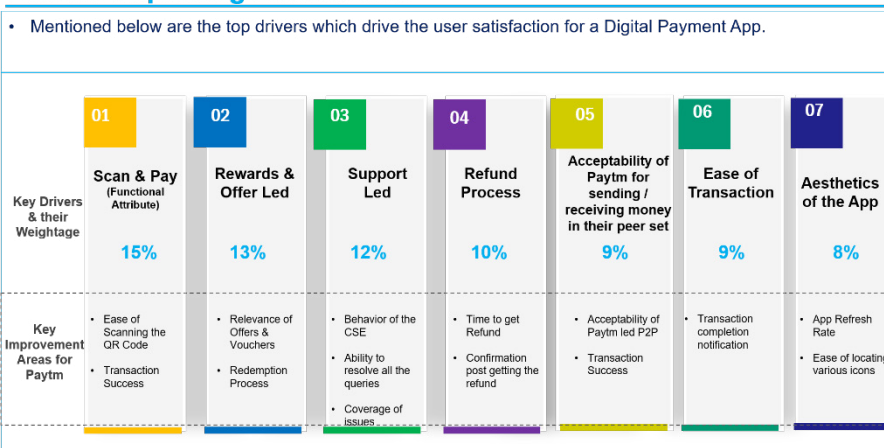 • Mentioned below are the top drivers which drive the user satisfaction for a Digital Payment App.
01
02
03
04
05
06
07
Key Drivers
& their
Weightage
Scan & Pay
(Functional
Attribute)
15%
Rewards &
Offer Led
13%
Support
Led
12%
Refund
Process
10%
Acceptability of
Paytm for
sending /
receiving money
in their peer set
9%
Ease of
Transaction
9%
Aesthetics
of the App
8%
Key
Improvement
Areas for
Paytm
• Ease of
Scanning the
QR Code
• Transaction
Success
• Relevance of
Offers &
Vouchers
• Redemption
Process
• Behavior of the
CSE
• Ability to
resolve all the
queries
• Coverage of
issues
• Time to get
Refund
• Confirmation
post getting the
refund
• Acceptability of
Paytm led P2P
• Transaction
Success
• Transaction
completion
notification
• App Refresh
Rate
• Ease of locating
various icons